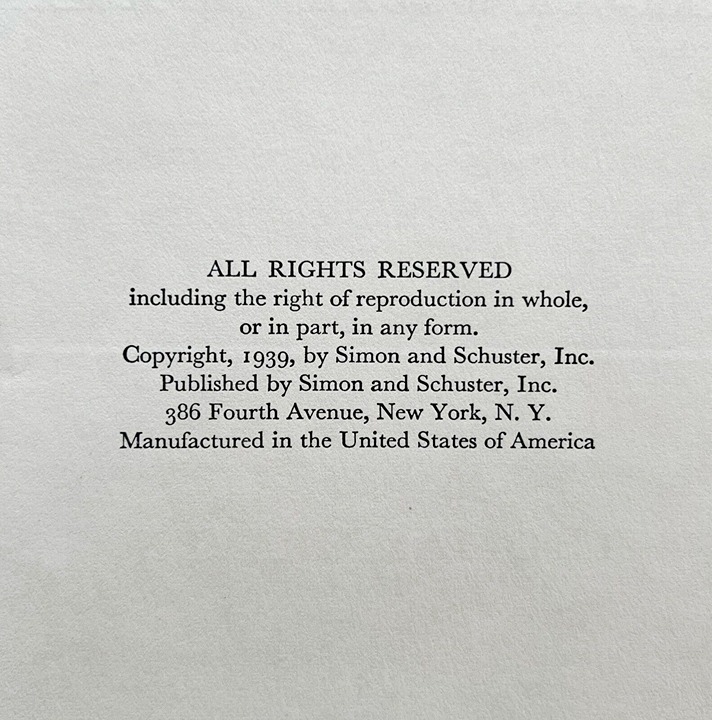 ALL RIGHTS RESERVED
including the right of reproduction in whole,
or in part, in any form.
Copyright, 1939, by Simon and Schuster, Inc.
Published by Simon and Schuster, Inc.
386 Fourth Avenue, New York, N. Y.
Manufactured in the United States of America